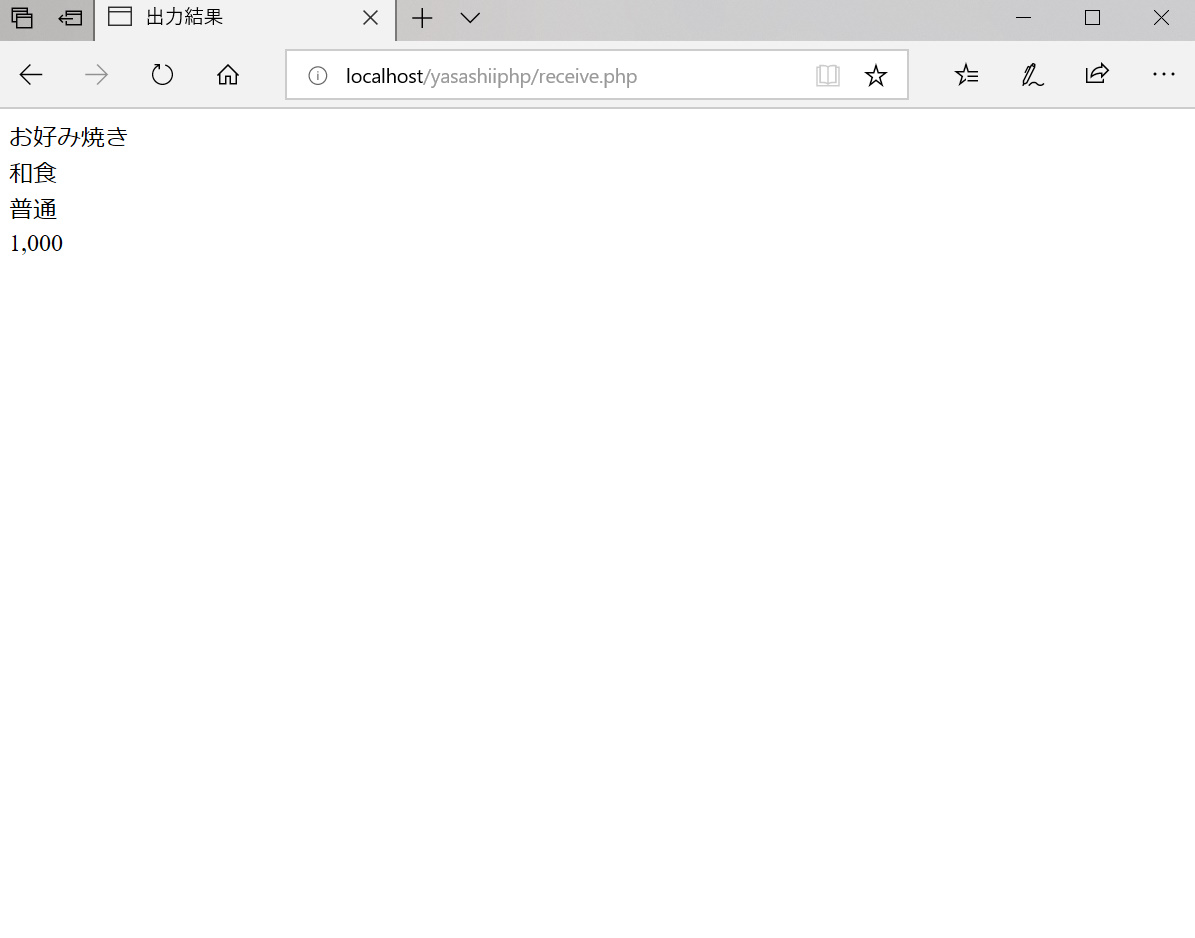 出力結果
localhost/yasashiiphp/receive.php
お好み焼き
和食
普通
1,000